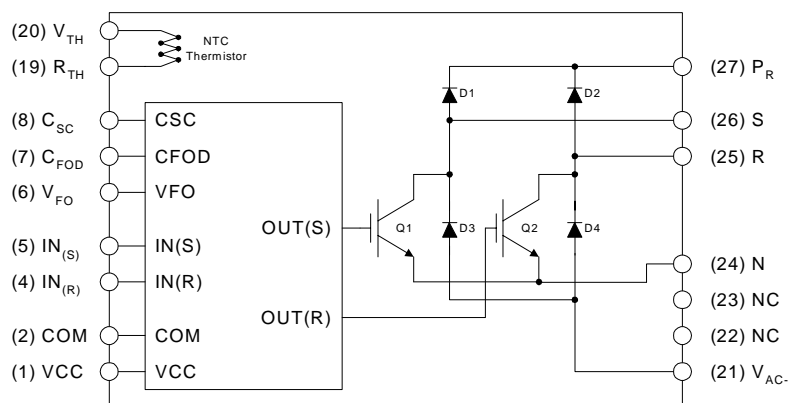 (20) VTH
NTC
Thermistor
(19) RTH
(27) PR
D1
D2
(8) CSC
CSC
(26) S
(7) CFOD
CFOD
(25) R
(6) VFO
VFO
OUT(S)
Q1
D3
Q2
D4
(5) IN(S)
IN(S)
(24) N
(4) IN(R)
IN(R)
(23) NC
OUT(R)
(2) COM
COM
(22) NC
(1) VCC
VCC
(21) VAC-